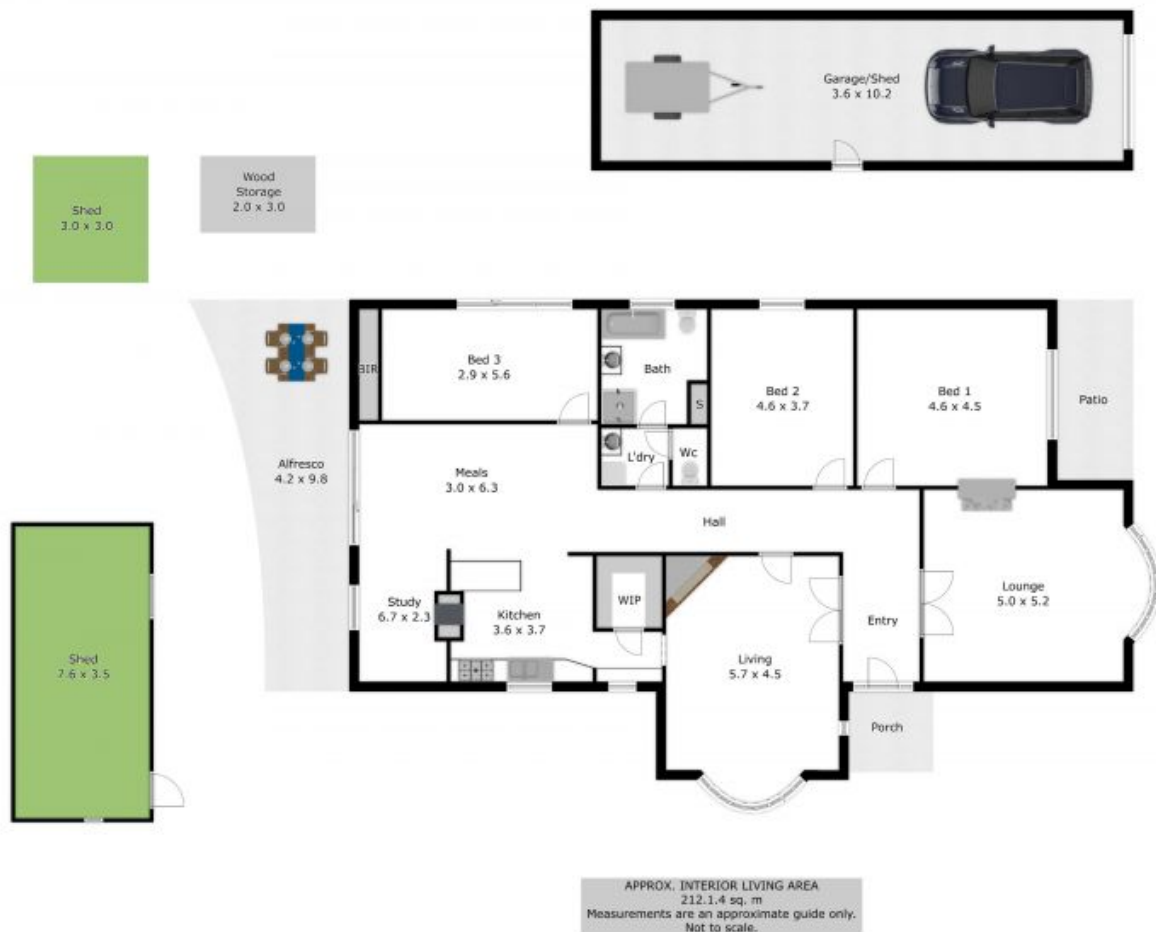 Garage/Shed
3.6 x 10.2
Wood
Storage
2.0 x 3.0
Shed
3.0 x 3.0
BIR
Bed 3
2.9 x 5.6
Bath
S
Bed 2
4.6 x 3.7
Bed 1
4.6 x 4.5
Patio
Alfresco
4.2 x 9.8
Meals
3.0 x 6.3
L'dry
Wc
Hall
Shed
7.6 x 3.5
Study
6.7 x 2.3
Kitchen
3.6 x 3.7
WIP
Living
5.7 x 4.5
Entry
Lounge
5.0 x 5.2
Porch
APPROX. INTERIOR LIVING AREA
212.1.4 sq. m
Measurements are an approximate guide only.
Not to scale.